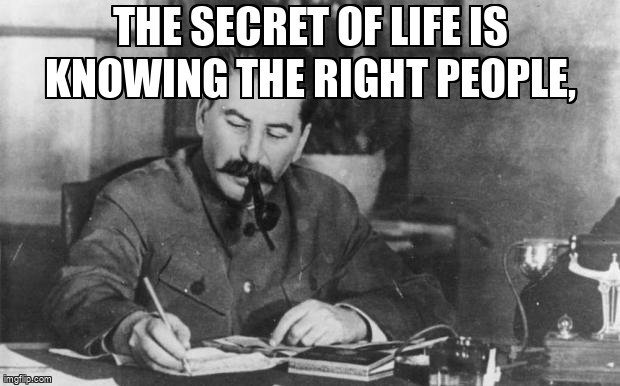 THE SECRET OF LIFE IS
KNOWING THE RIGHT PEOPLE,
imgflip.com